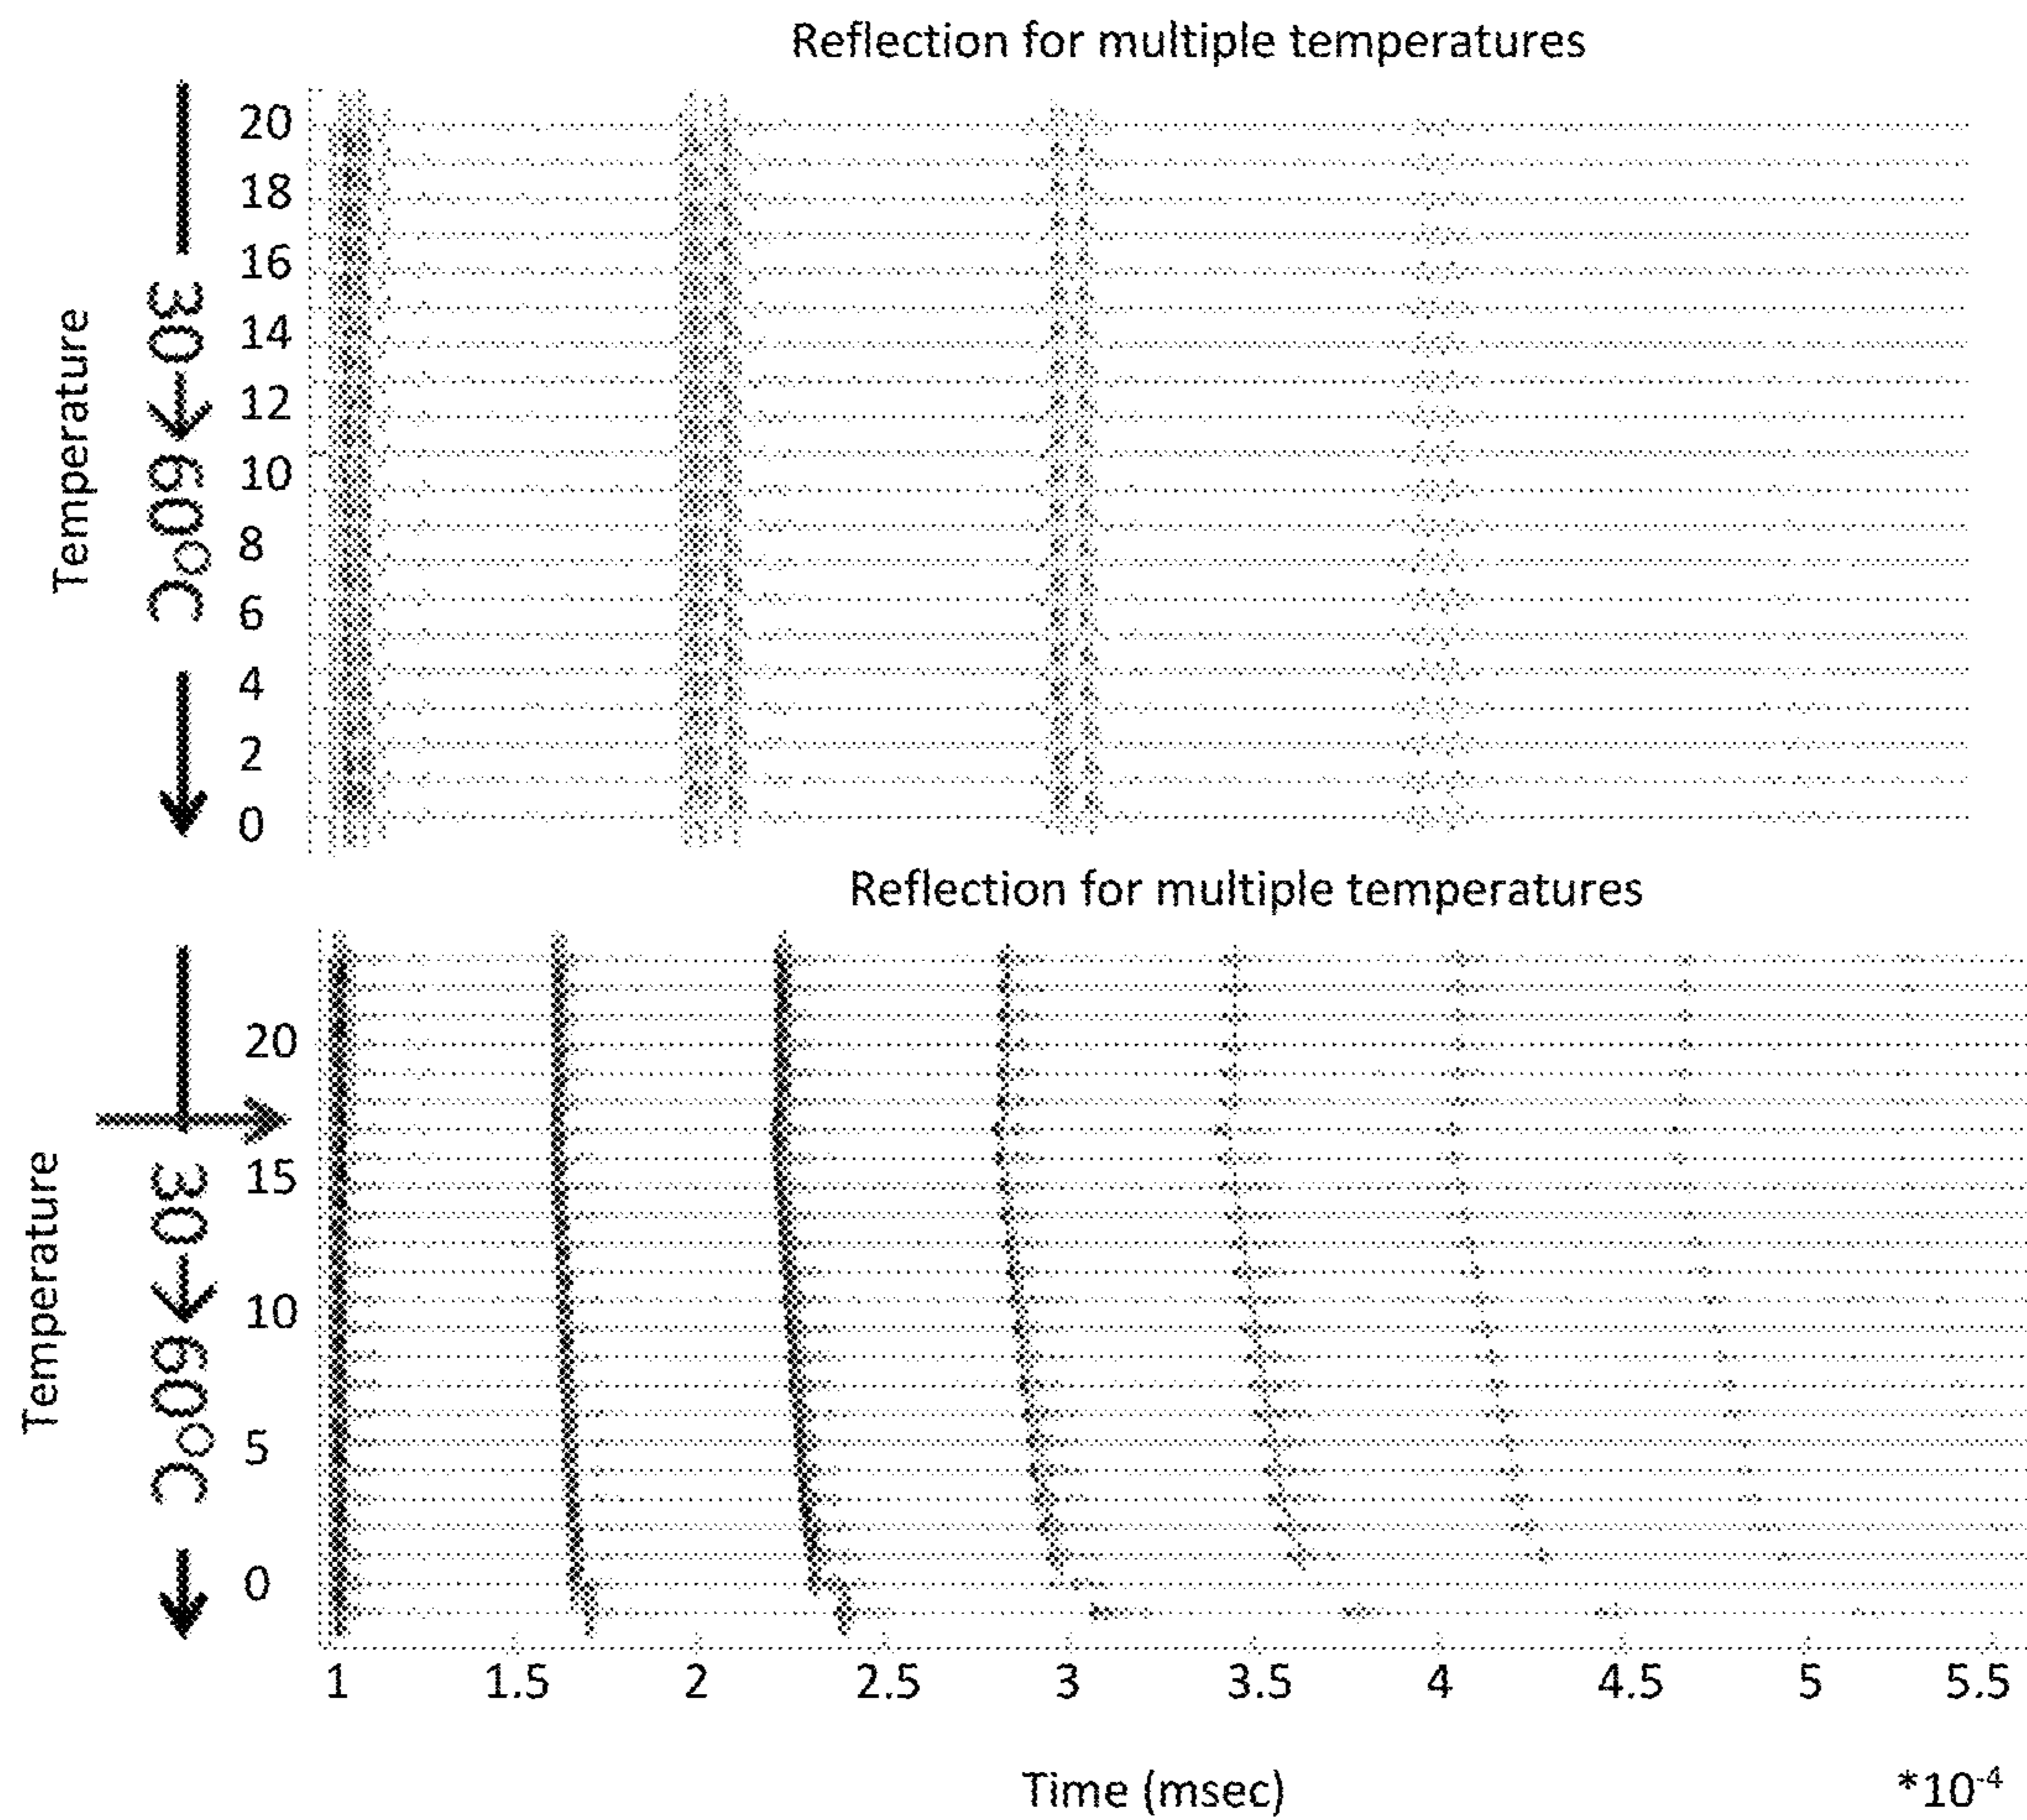 Reflection for multiple temperatures
Temperature
30→60°C
20
18
16
14
12
10
8
6
4
2
0
Reflection for multiple temperatures
Temperature
30→60°C
20
15
10
5
0
1 1.5 2 2.5 3 3.5 4 4.5 5 5.5
Time (msec)
*10⁻⁴